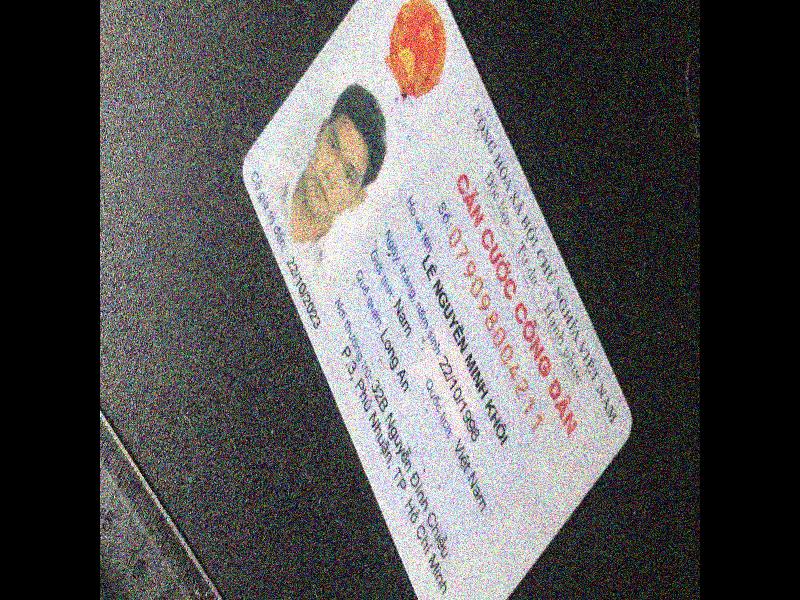 CỘNG HÒA XÃ HỘI CHỦ NGHĨA VIỆT NAM
Độc lập - Tự do - Hạnh phúc
CĂN CƯỚC CÔNG DÂN
Số: 079098004211
Họ và tên: LÊ NGUYỄN MINH KHÔI
Ngày, tháng, năm sinh: 22/10/1998
Giới tính: Nam Quốc tịch: Việt Nam
Quê quán: Long An
Nơi thường trú: 32B Nguyễn Đình Chiểu
P 3, Phú Nhuận, TP. Hồ Chí Minh
Có giá trị đến: 22/10/2023